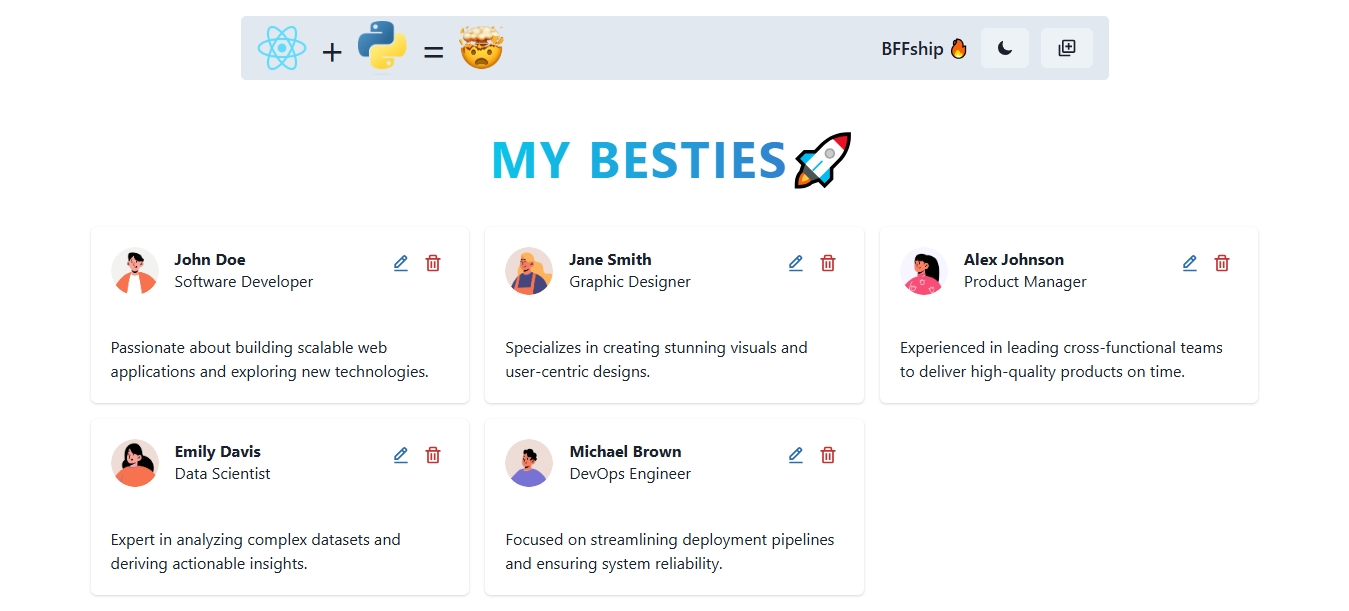 + = 🤯 BFFship 🔥
MY BESTIES🚀
John Doe
Software Developer
Passionate about building scalable web
applications and exploring new technologies.
Jane Smith
Graphic Designer
Specializes in creating stunning visuals and
user-centric designs.
Alex Johnson
Product Manager
Experienced in leading cross-functional teams
to deliver high-quality products on time.
Emily Davis
Data Scientist
Expert in analyzing complex datasets and
deriving actionable insights.
Michael Brown
DevOps Engineer
Focused on streamlining deployment pipelines
and ensuring system reliability.